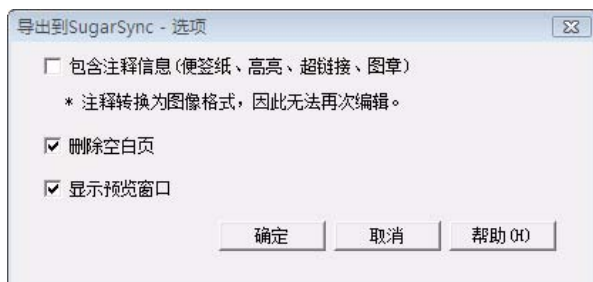 导出到SugarSync - 选项
包含注释信息(便签纸、高亮、超链接、图章)
* 注释转换为图像格式，因此无法再次编辑。
删除空白页
显示预览窗口
确定 取消 帮助(H)